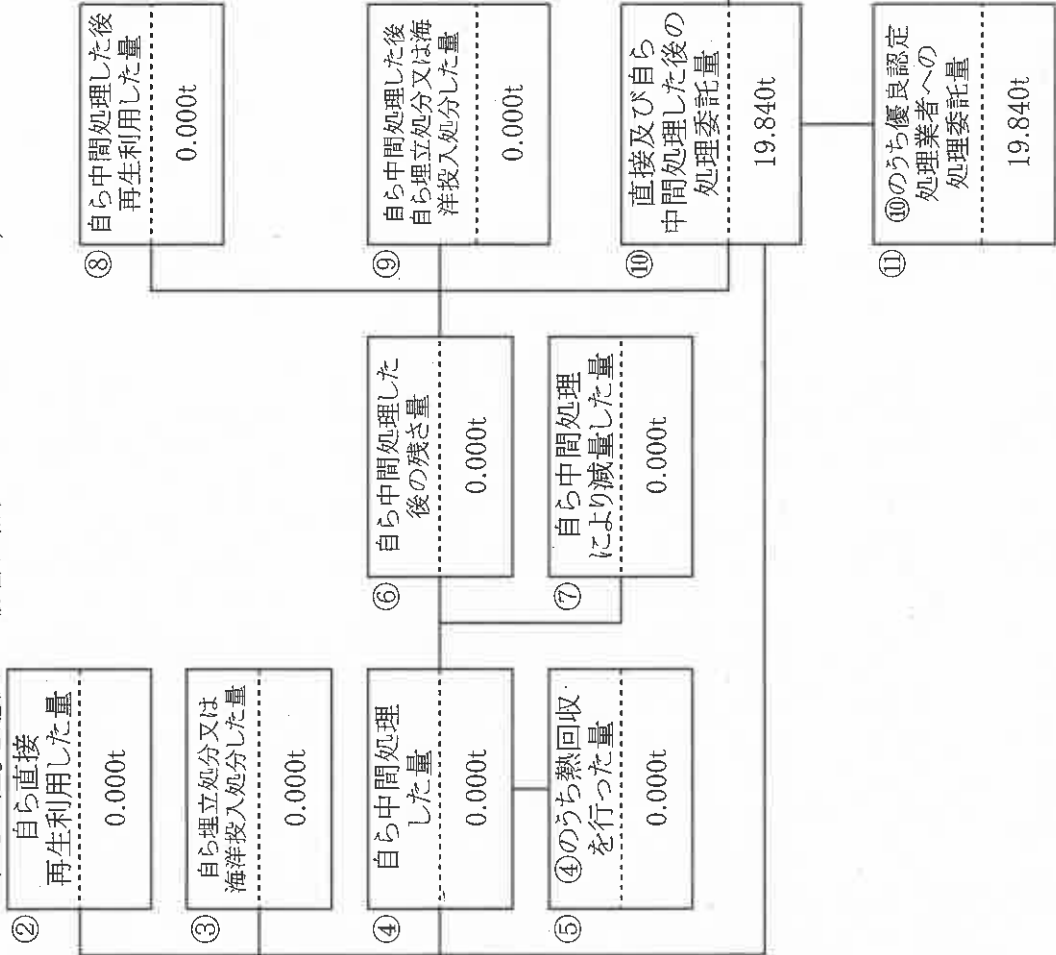 ②
自ら直接
再生利用した量
0.000t
③
自ら埋立処分又は
海洋投入処分した量
0.000t
④
自ら中間処理
した量
0.000t
⑤
④のうち熱回収
を行った量
0.000t
⑥
自ら中間処理した
後の残さ量
0.000t
⑦
自ら中間処理
により減量した量
0.000t
⑧
自ら中間処理した後
再生利用した量
0.000t
⑨
自ら中間処理した後
自ら埋立処分又は海
洋投入処分した量
0.000t
⑩
直接及び自ら
中間処理した後の
処理委託量
19.840t
⑪
⑩のうち優良認定
処理業者への
処理委託量
19.840t